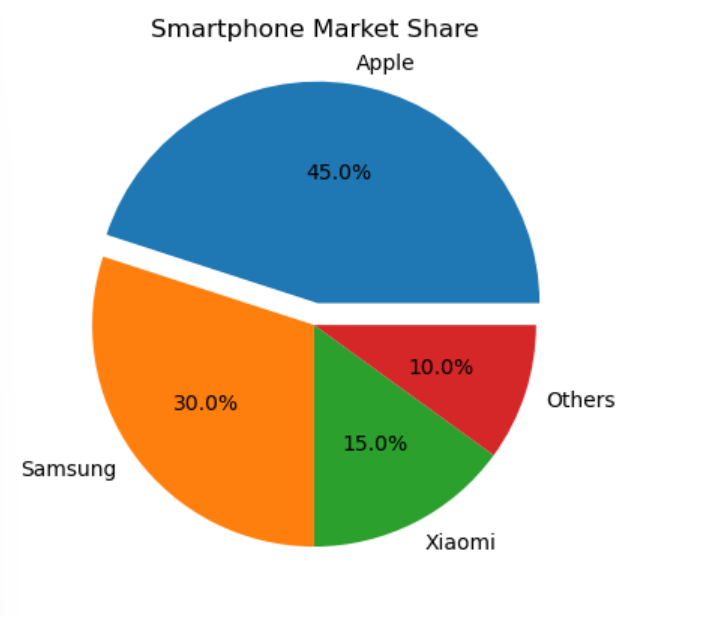 Smartphone Market Share
Apple
45.0%
10.0%
30.0%
Others
15.0%
Samsung
Xiaomi